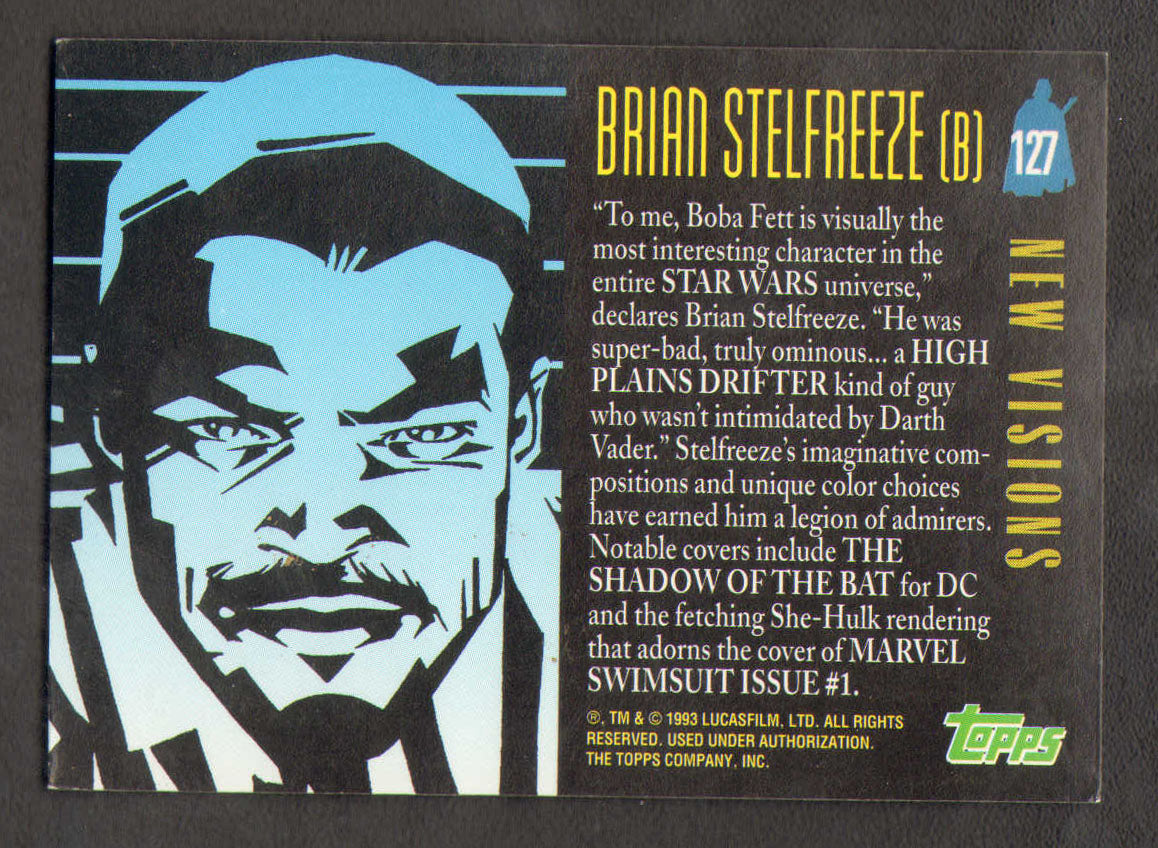 BRIAN STELFREEZE (B)
127
NEW VISIONS
“To me, Boba Fett is visually the
most interesting character in the
entire STAR WARS universe,”
declares Brian Stelfreeze. “He was
super-bad, truly ominous... a HIGH
PLAINS DRIFTER kind of guy
who wasn’t intimidated by Darth
Vader.” Stelfreeze’s imaginative com-
positions and unique color choices
have earned him a legion of admirers.
Notable covers include THE
SHADOW OF THE BAT for DC
and the fetching She-Hulk rendering
that adorns the cover of MARVEL
SWIMSUIT ISSUE #1.
®, TM & © 1993 LUCASFILM, LTD. ALL RIGHTS
RESERVED. USED UNDER AUTHORIZATION.
THE TOPPS COMPANY, INC.
topps